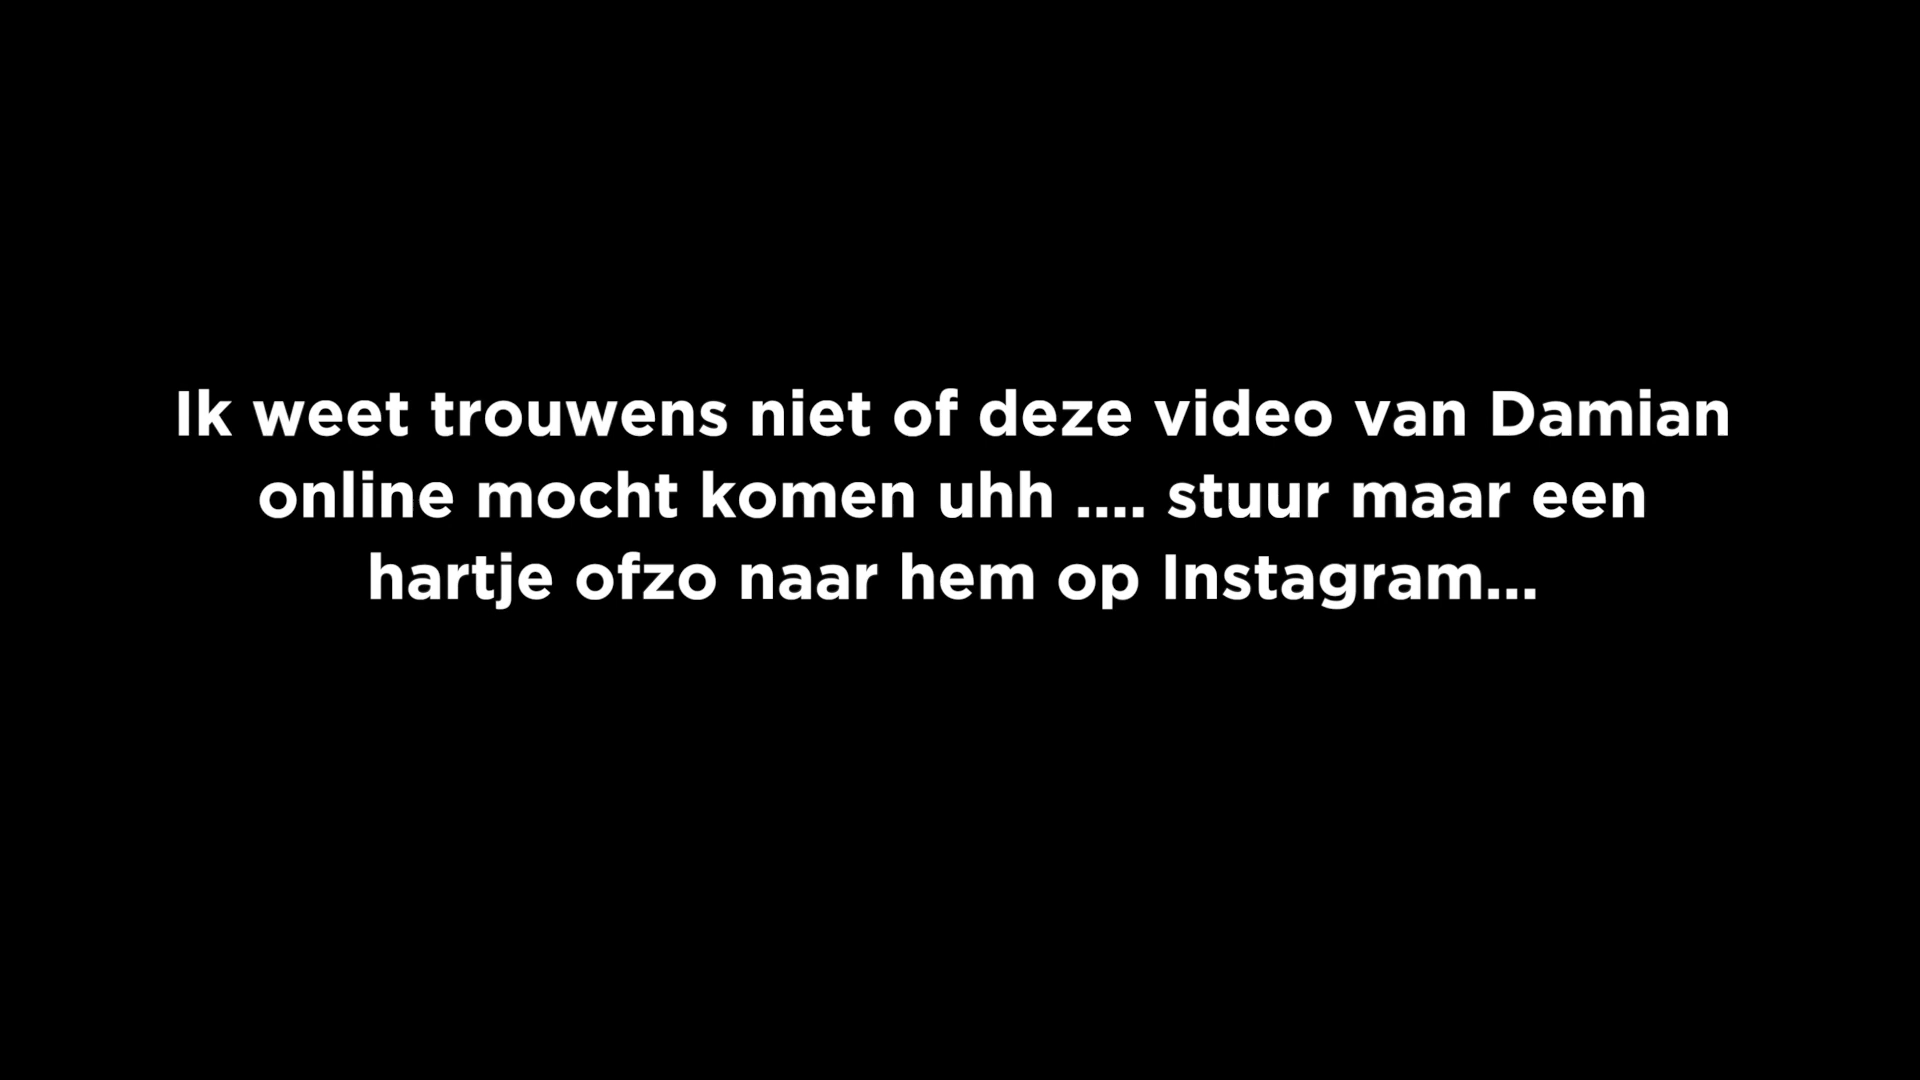 Ik weet trouwens niet of deze video van Damian
online mocht komen uhh .... stuur maar een
hartje ofzo naar hem op Instagram...